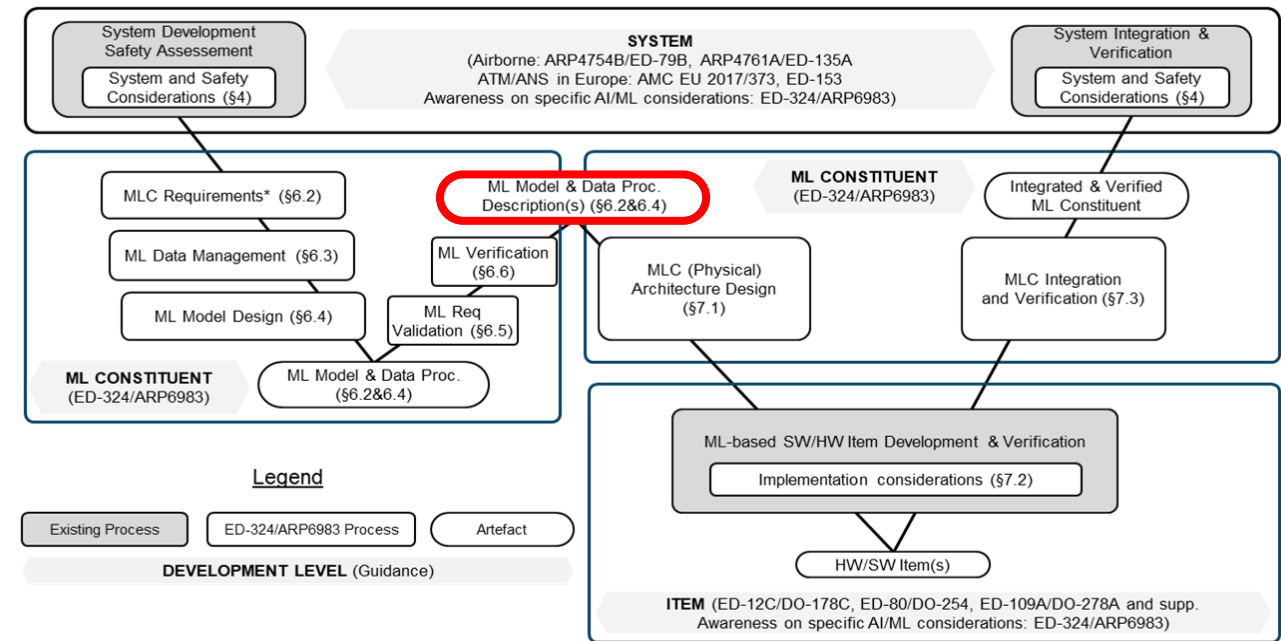 System Development
Safety Assessment
System and Safety
Considerations (§4)
SYSTEM
(Airborne: ARP4754B/ED-79B, ARP4761A/ED-135A
ATM/ANS in Europe: AMC EU 2017/373, ED-153
Awareness on specific AI/ML considerations: ED-324/ARP6983)
System Integration &
Verification
System and Safety
Considerations (§4)
MLC Requirements* (§6.2)
ML Data Management (§6.3)
ML Model Design (§6.4)
ML Model & Data Proc.
Description(s) (§6.2&6.4)
ML Verification
(§6.6)
ML Req
Validation (§6.5)
ML CONSTITUENT
(ED-324/ARP6983)
ML Model & Data Proc.
(§6.2&6.4)
ML CONSTITUENT
(ED-324/ARP6983)
Integrated & Verified
ML Constituent
MLC (Physical)
Architecture Design
(§7.1)
MLC Integration
and Verification (§7.3)
ML-based SW/HW Item Development & Verification
Implementation considerations (§7.2)
HW/SW Item(s)
ITEM (ED-12C/DO-178C, ED-80/DO-254, ED-109A/DO-278A and supp.
Awareness on specific AI/ML considerations: ED-324/ARP6983)
Legend
Existing Process
ED-324/ARP6983 Process
Artefact
DEVELOPMENT LEVEL (Guidance)